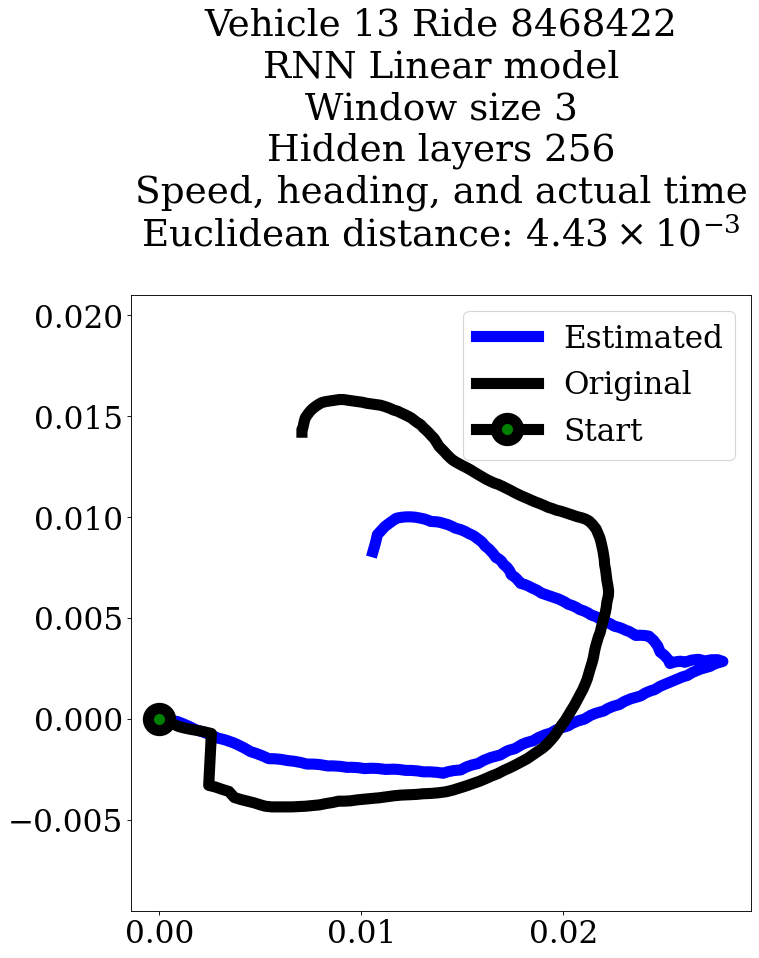 Vehicle 13 Ride 8468422
RNN Linear model
Window size 3
Hidden layers 256
Speed, heading, and actual time
Euclidean distance: 4.43 × 10⁻³
Estimated
Original
Start
0.020
0.015
0.010
0.005
0.000
−0.005
0.00 0.01 0.02